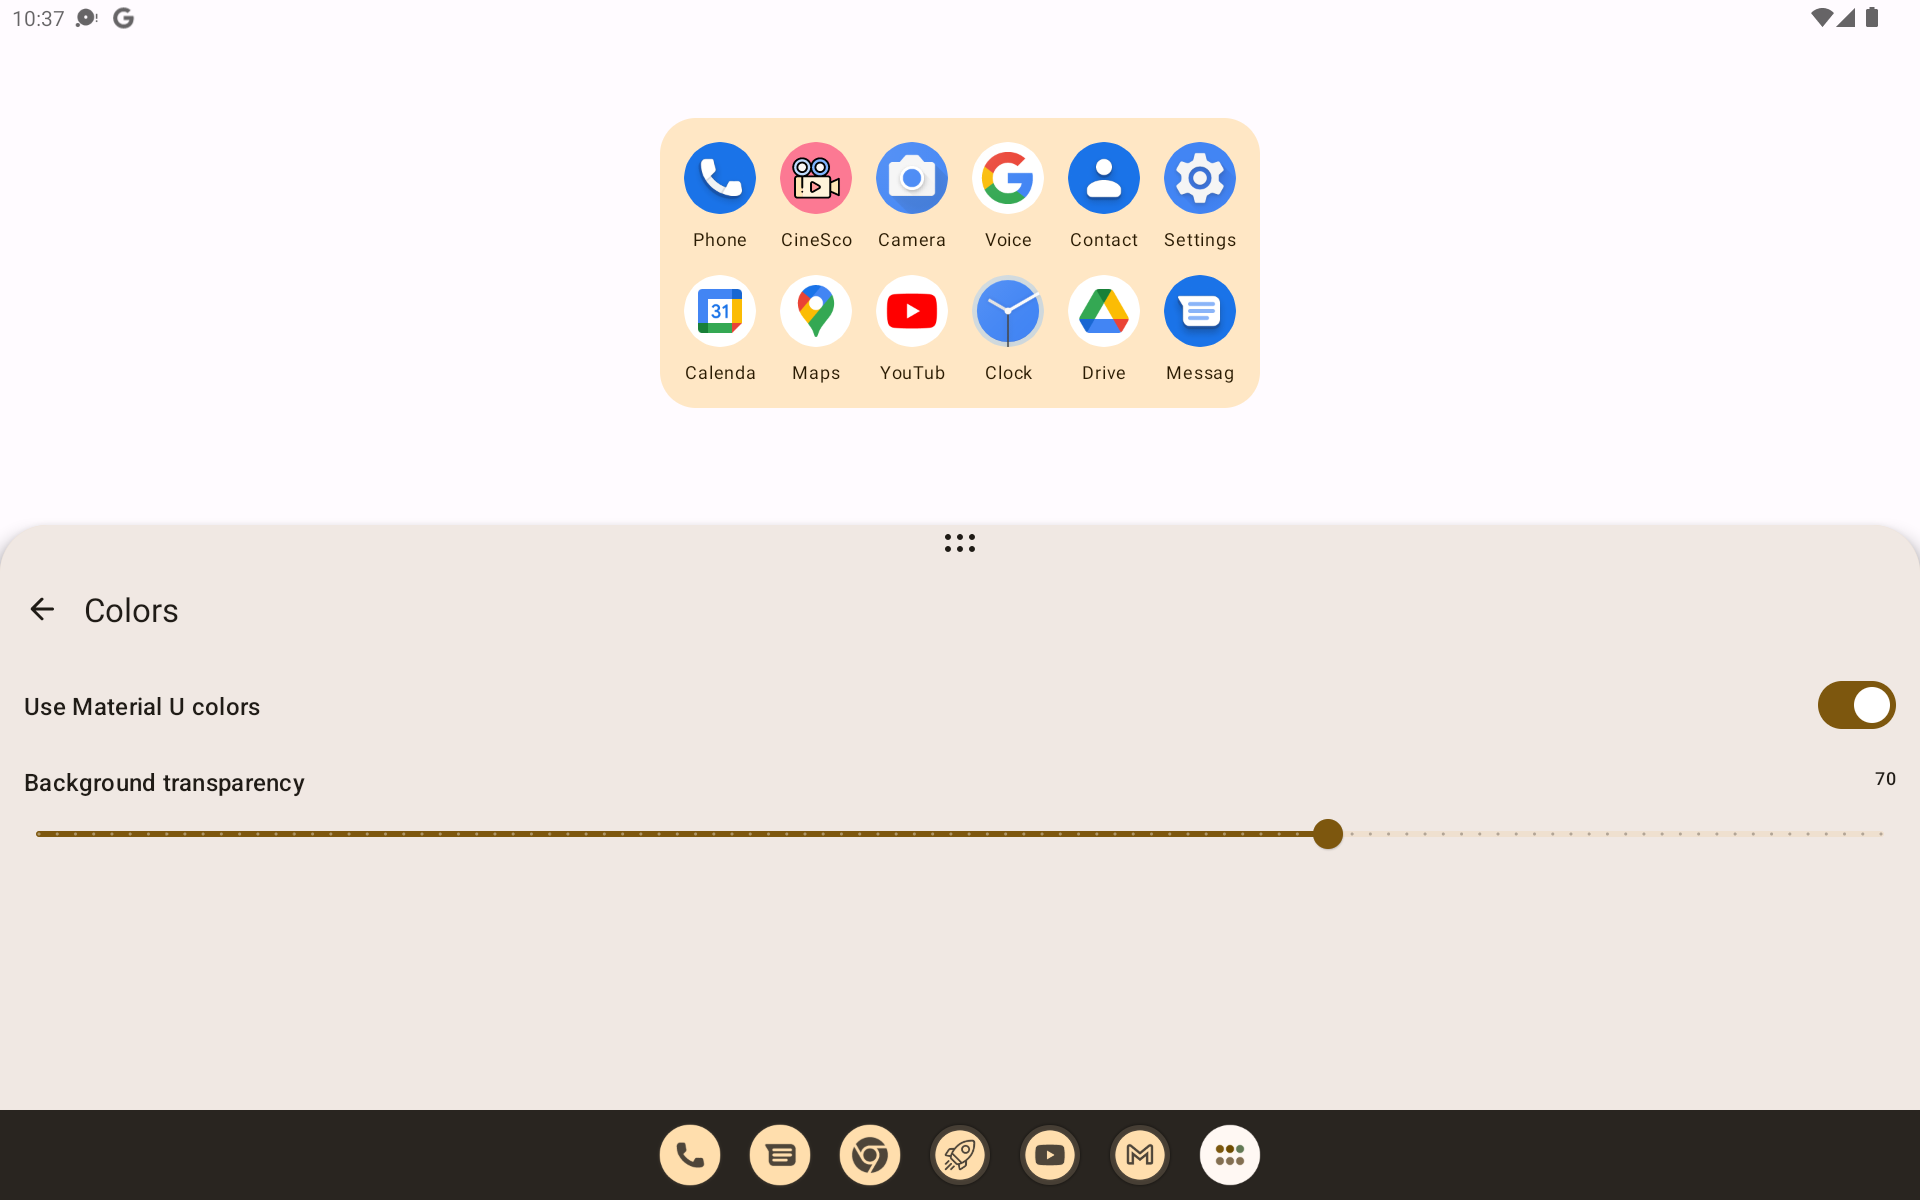 10:37
Phone
CineSco
Camera
Voice
Contact
Settings
31
Calenda
Maps
YouTub
Clock
Drive
Messag
Colors
Use Material U colors
Background transparency
70